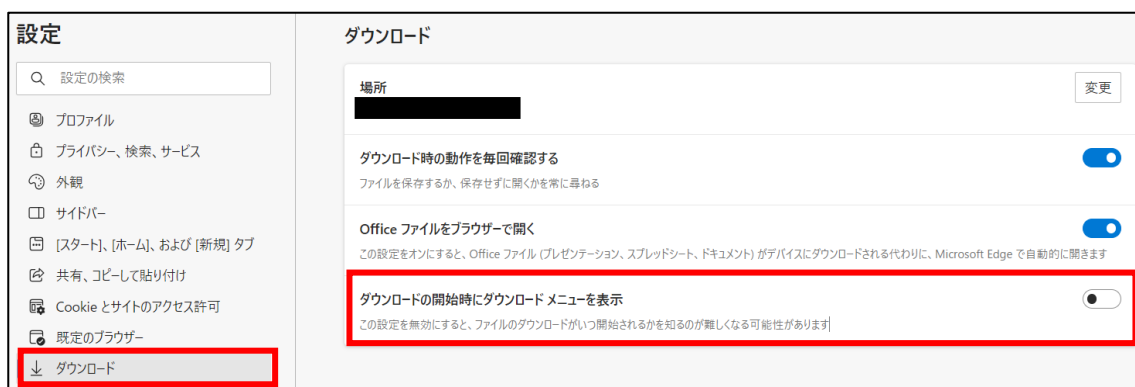 設定
設定の検索
プロファイル
プライバシー、検索、サービス
外観
サイドバー
[スタート]、[ホーム]、および [新規] タブ
共有、コピーして貼り付け
Cookie とサイトのアクセス許可
既定のブラウザー
ダウンロード
ダウンロード
場所
変更
ダウンロード時の動作を毎回確認する
ファイルを保存するか、保存せずに開くかを常に尋ねる
Office ファイルをブラウザーで開く
この設定をオンにすると、Office ファイル (プレゼンテーション、スプレッドシート、ドキュメント) がデバイスにダウンロードされる代わりに、Microsoft Edge で自動的に開きます
ダウンロードの開始時にダウンロード メニューを表示
この設定を無効にすると、ファイルのダウンロードがいつ開始されるかを知るのが難しくなる可能性があります